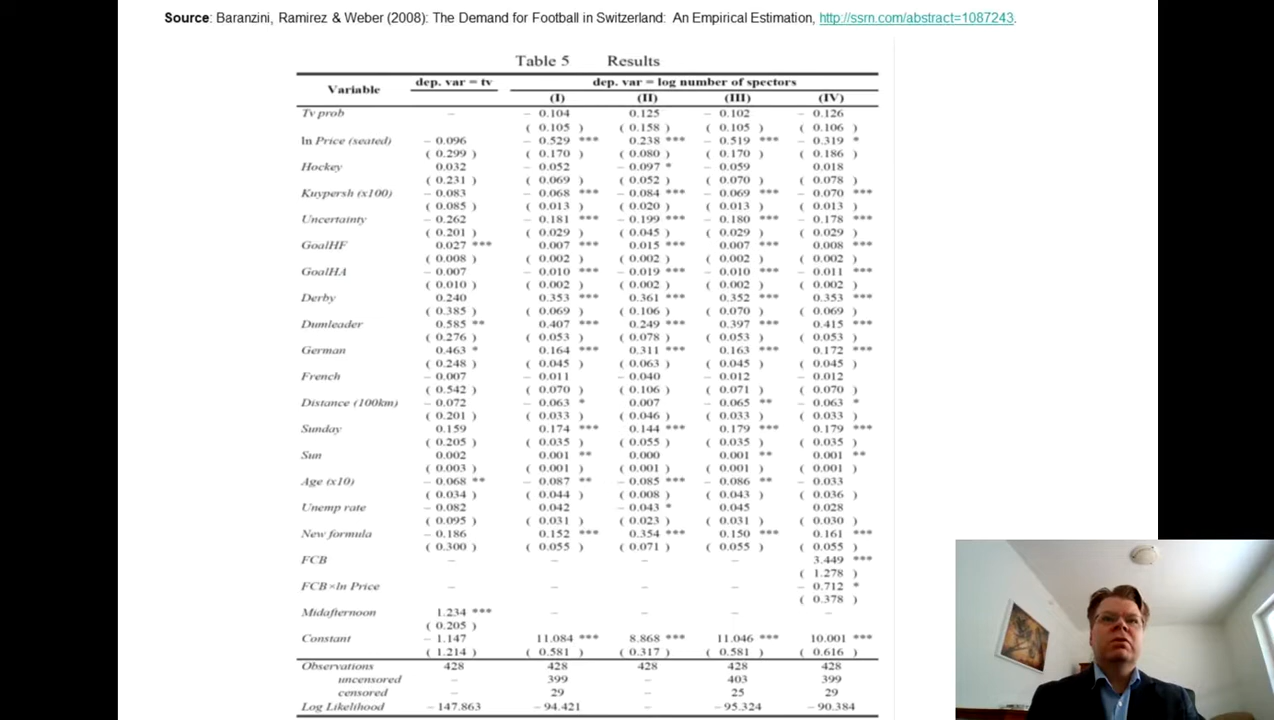 Source: Baranzini, Ramirez & Weber (2008): The Demand for Football in Switzerland: An Empirical Estimation, http://ssrn.com/abstract=1087243.
Table 5 Results
Variable dep. var = tv dep. var = log number of spectors
(I) (II) (III) (IV)
Tv prob – – 0.104 0.125 – 0.102 – 0.126
( 0.105 ) ( 0.158 ) ( 0.105 ) ( 0.106 )
ln Price (seated) – 0.096 – 0.529 *** 0.238 *** – 0.519 *** – 0.319 *
( 0.299 ) ( 0.170 ) ( 0.080 ) ( 0.170 ) ( 0.186 )
Hockey 0.032 – 0.052 – 0.097 * – 0.059 0.018
( 0.231 ) ( 0.069 ) ( 0.052 ) ( 0.070 ) ( 0.078 )
Kuypersh (x100) – 0.083 – 0.068 *** – 0.084 *** – 0.069 *** – 0.070 ***
( 0.085 ) ( 0.013 ) ( 0.020 ) ( 0.013 ) ( 0.013 )
Uncertainty – 0.262 – 0.181 *** – 0.199 *** – 0.180 *** – 0.178 ***
( 0.201 ) ( 0.029 ) ( 0.045 ) ( 0.029 ) ( 0.029 )
GoalHF 0.027 *** 0.007 *** 0.015 *** 0.007 *** 0.008 ***
( 0.008 ) ( 0.002 ) ( 0.002 ) ( 0.002 ) ( 0.002 )
GoalHA – 0.007 – 0.010 *** – 0.019 *** – 0.010 *** – 0.011 ***
( 0.010 ) ( 0.002 ) ( 0.002 ) ( 0.002 ) ( 0.002 )
Derby 0.240 0.353 *** 0.361 *** 0.352 *** 0.353 ***
( 0.385 ) ( 0.069 ) ( 0.106 ) ( 0.070 ) ( 0.069 )
Dumleader 0.585 ** 0.407 *** 0.249 *** 0.397 *** 0.415 ***
( 0.276 ) ( 0.053 ) ( 0.078 ) ( 0.053 ) ( 0.053 )
German 0.463 * 0.164 *** 0.311 *** 0.163 *** 0.172 ***
( 0.248 ) ( 0.045 ) ( 0.063 ) ( 0.045 ) ( 0.045 )
French – 0.007 – 0.011 – 0.040 – 0.012 – 0.012
( 0.542 ) ( 0.070 ) ( 0.106 ) ( 0.071 ) ( 0.070 )
Distance (100km) – 0.072 – 0.063 * 0.007 – 0.065 ** – 0.063 *
( 0.201 ) ( 0.033 ) ( 0.046 ) ( 0.033 ) ( 0.033 )
Sunday 0.159 0.174 *** 0.144 *** 0.179 *** 0.179 ***
( 0.205 ) ( 0.035 ) ( 0.055 ) ( 0.035 ) ( 0.035 )
Sun 0.002 0.001 ** 0.000 0.001 ** 0.001 **
( 0.003 ) ( 0.001 ) ( 0.001 ) ( 0.001 ) ( 0.001 )
Age (x10) – 0.068 ** – 0.087 ** – 0.085 *** – 0.086 ** – 0.033
( 0.034 ) ( 0.044 ) ( 0.008 ) ( 0.043 ) ( 0.036 )
Unemp rate – 0.082 0.042 – 0.043 * 0.045 0.028
( 0.095 ) ( 0.031 ) ( 0.023 ) ( 0.031 ) ( 0.030 )
New formula – 0.186 0.152 *** 0.354 *** 0.150 *** 0.161 ***
( 0.300 ) ( 0.055 ) ( 0.071 ) ( 0.055 ) ( 0.055 )
FCB – – – – 3.449 ***
( 1.278 )
FCB×ln Price – – – – – 0.712 *
( 0.378 )
Midafternoon 1.234 *** – – – –
( 0.205 )
Constant – 1.147 11.084 *** 8.868 *** 11.046 *** 10.001 ***
( 1.214 ) ( 0.581 ) ( 0.317 ) ( 0.581 ) ( 0.616 )
Observations 428 428 428 428 428
uncensored – 399 – 403 399
censored – 29 – 25 29
Log Likelihood – 147.863 – 94.421 – – 95.324 – 90.384